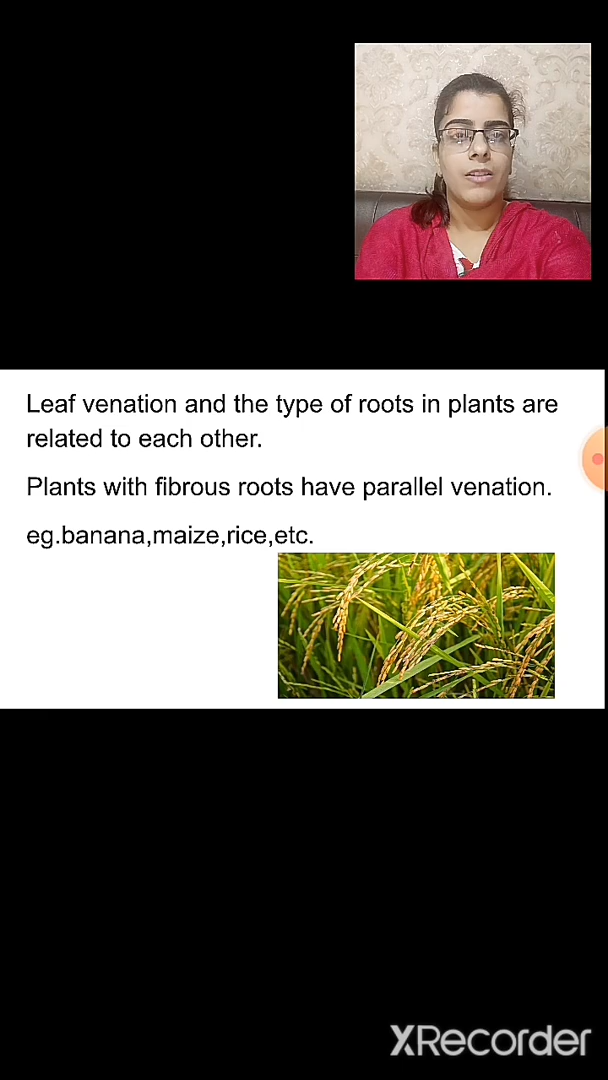 Leaf venation and the type of roots in plants are
related to each other.
Plants with fibrous roots have parallel venation.
eg.banana,maize,rice,etc.
XRecorder